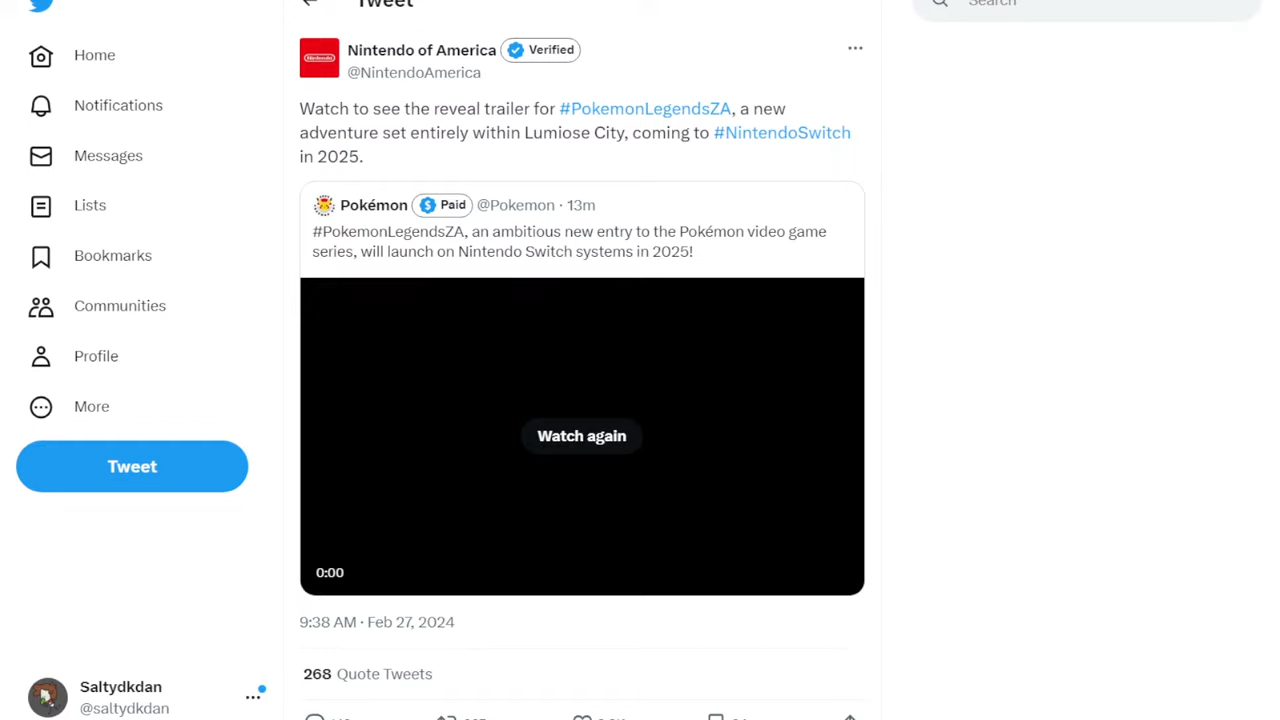 Tweet
Search
Home
Notifications
Messages
Lists
Bookmarks
Communities
Profile
More
Tweet
Saltydkdan
@saltydkdan
Nintendo
Nintendo of America Verified
@NintendoAmerica
Watch to see the reveal trailer for #PokemonLegendsZA, a new
adventure set entirely within Lumiose City, coming to #NintendoSwitch
in 2025.
Pokémon Paid @Pokemon · 13m
#PokemonLegendsZA, an ambitious new entry to the Pokémon video game
series, will launch on Nintendo Switch systems in 2025!
Watch again
0:00
9:38 AM · Feb 27, 2024
268 Quote Tweets